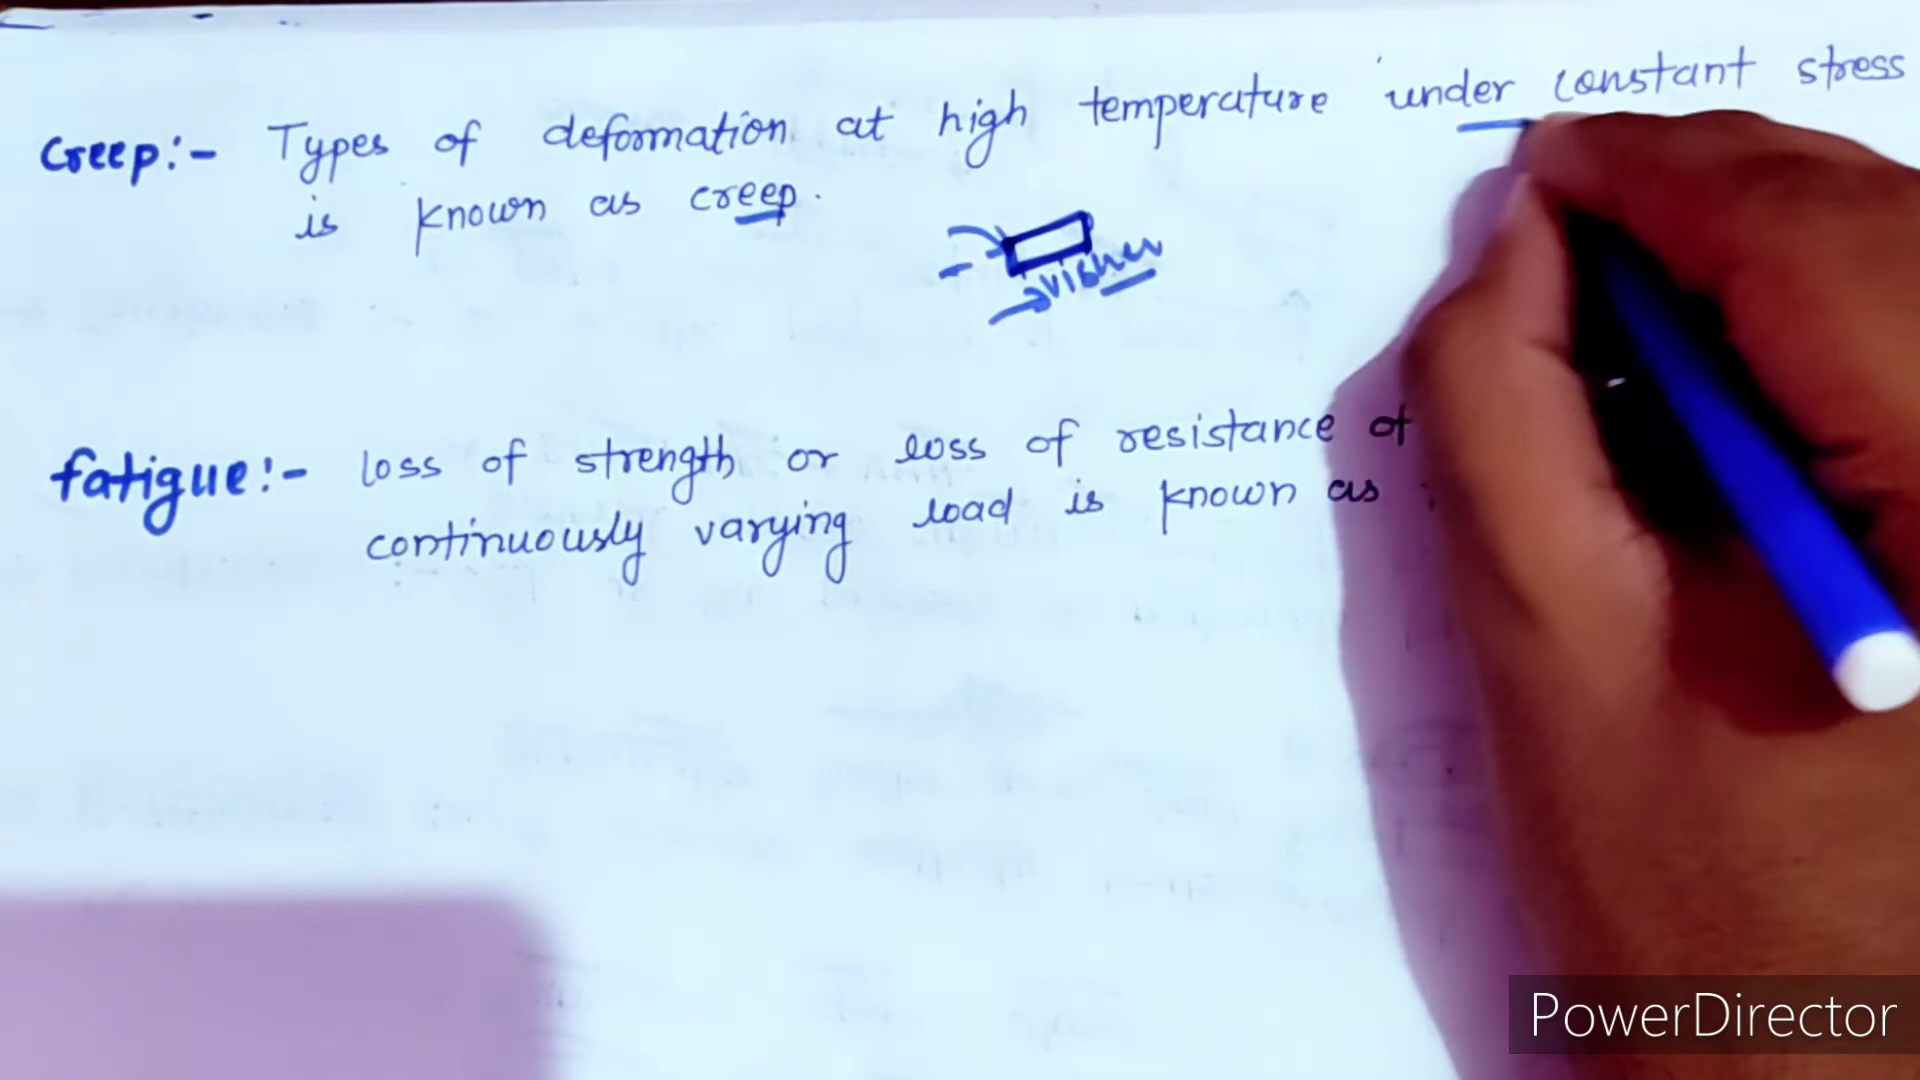 Creep:- Types of deformation at high temperature under constant stress
is known as creep.
fatigue:- loss of strength or loss of resistance of
continuously varying load is known as
PowerDirector